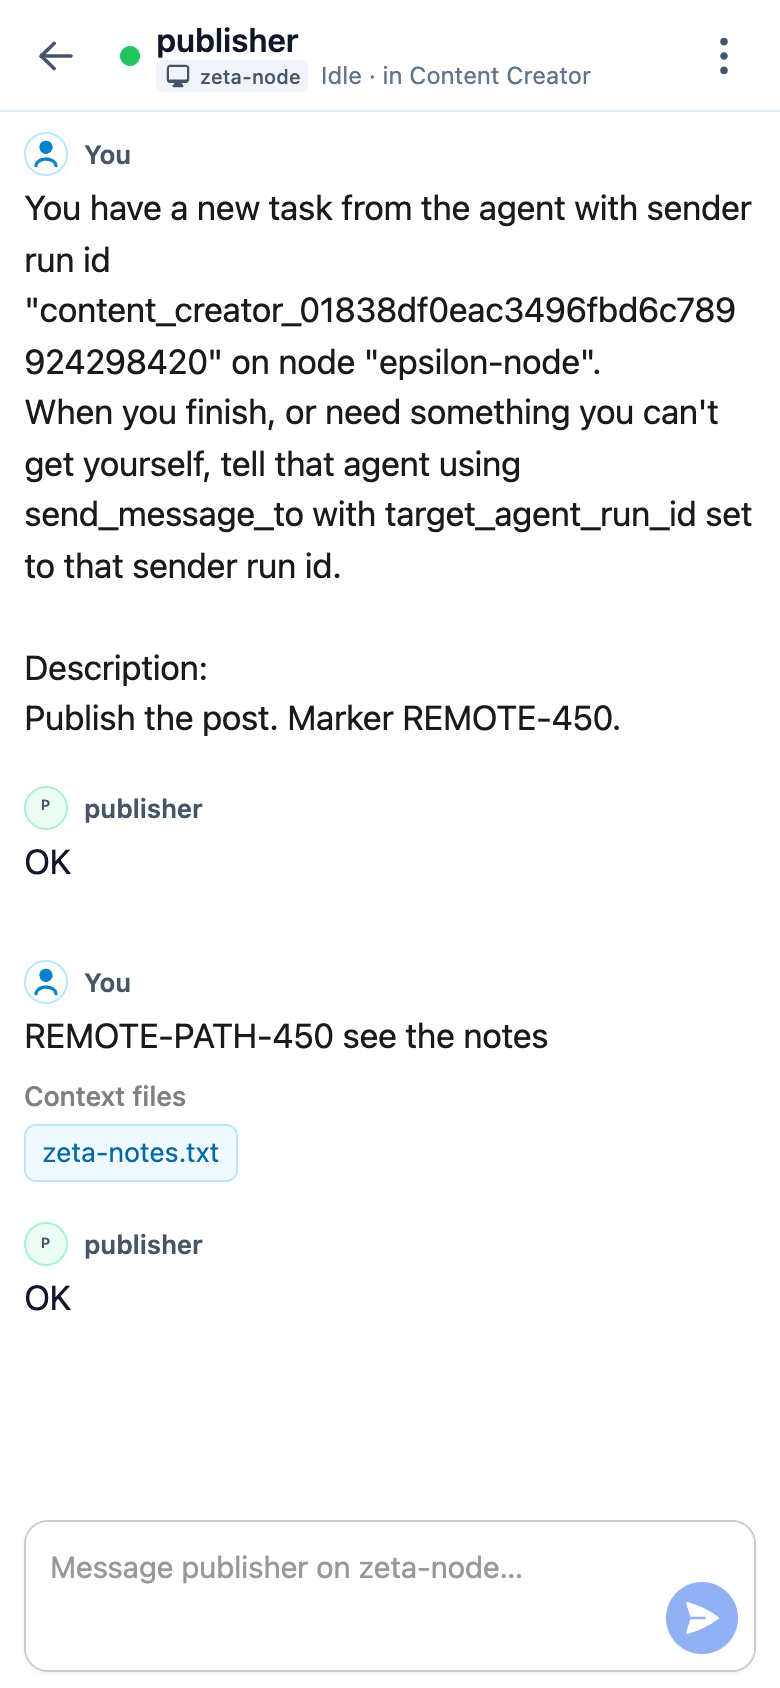 publisher
zeta-node Idle · in Content Creator
You
You have a new task from the agent with sender
run id
"content_creator_01838df0eac3496fbd6c789
924298420" on node "epsilon-node".
When you finish, or need something you can't
get yourself, tell that agent using
send_message_to with target_agent_run_id set
to that sender run id.
Description:
Publish the post. Marker REMOTE-450.
P publisher
OK
You
REMOTE-PATH-450 see the notes
Context files
zeta-notes.txt
P publisher
OK
Message publisher on zeta-node...